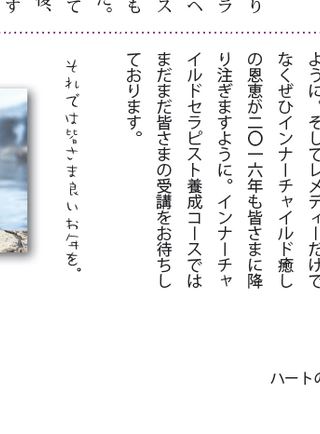 り
ラ
ヘ
ス
も
だ。
て
後、
す
ように。そしてレメディーだけで
なくぜひインナーチャイルド癒し
の恩恵が二〇一六年も皆さまに降
り注ぎますように。インナーチャ
イルドセラピスト養成コースでは
まだまだ皆さまの受講をお待ちし
ております。
それでは皆さま良いお年を。
ハートの